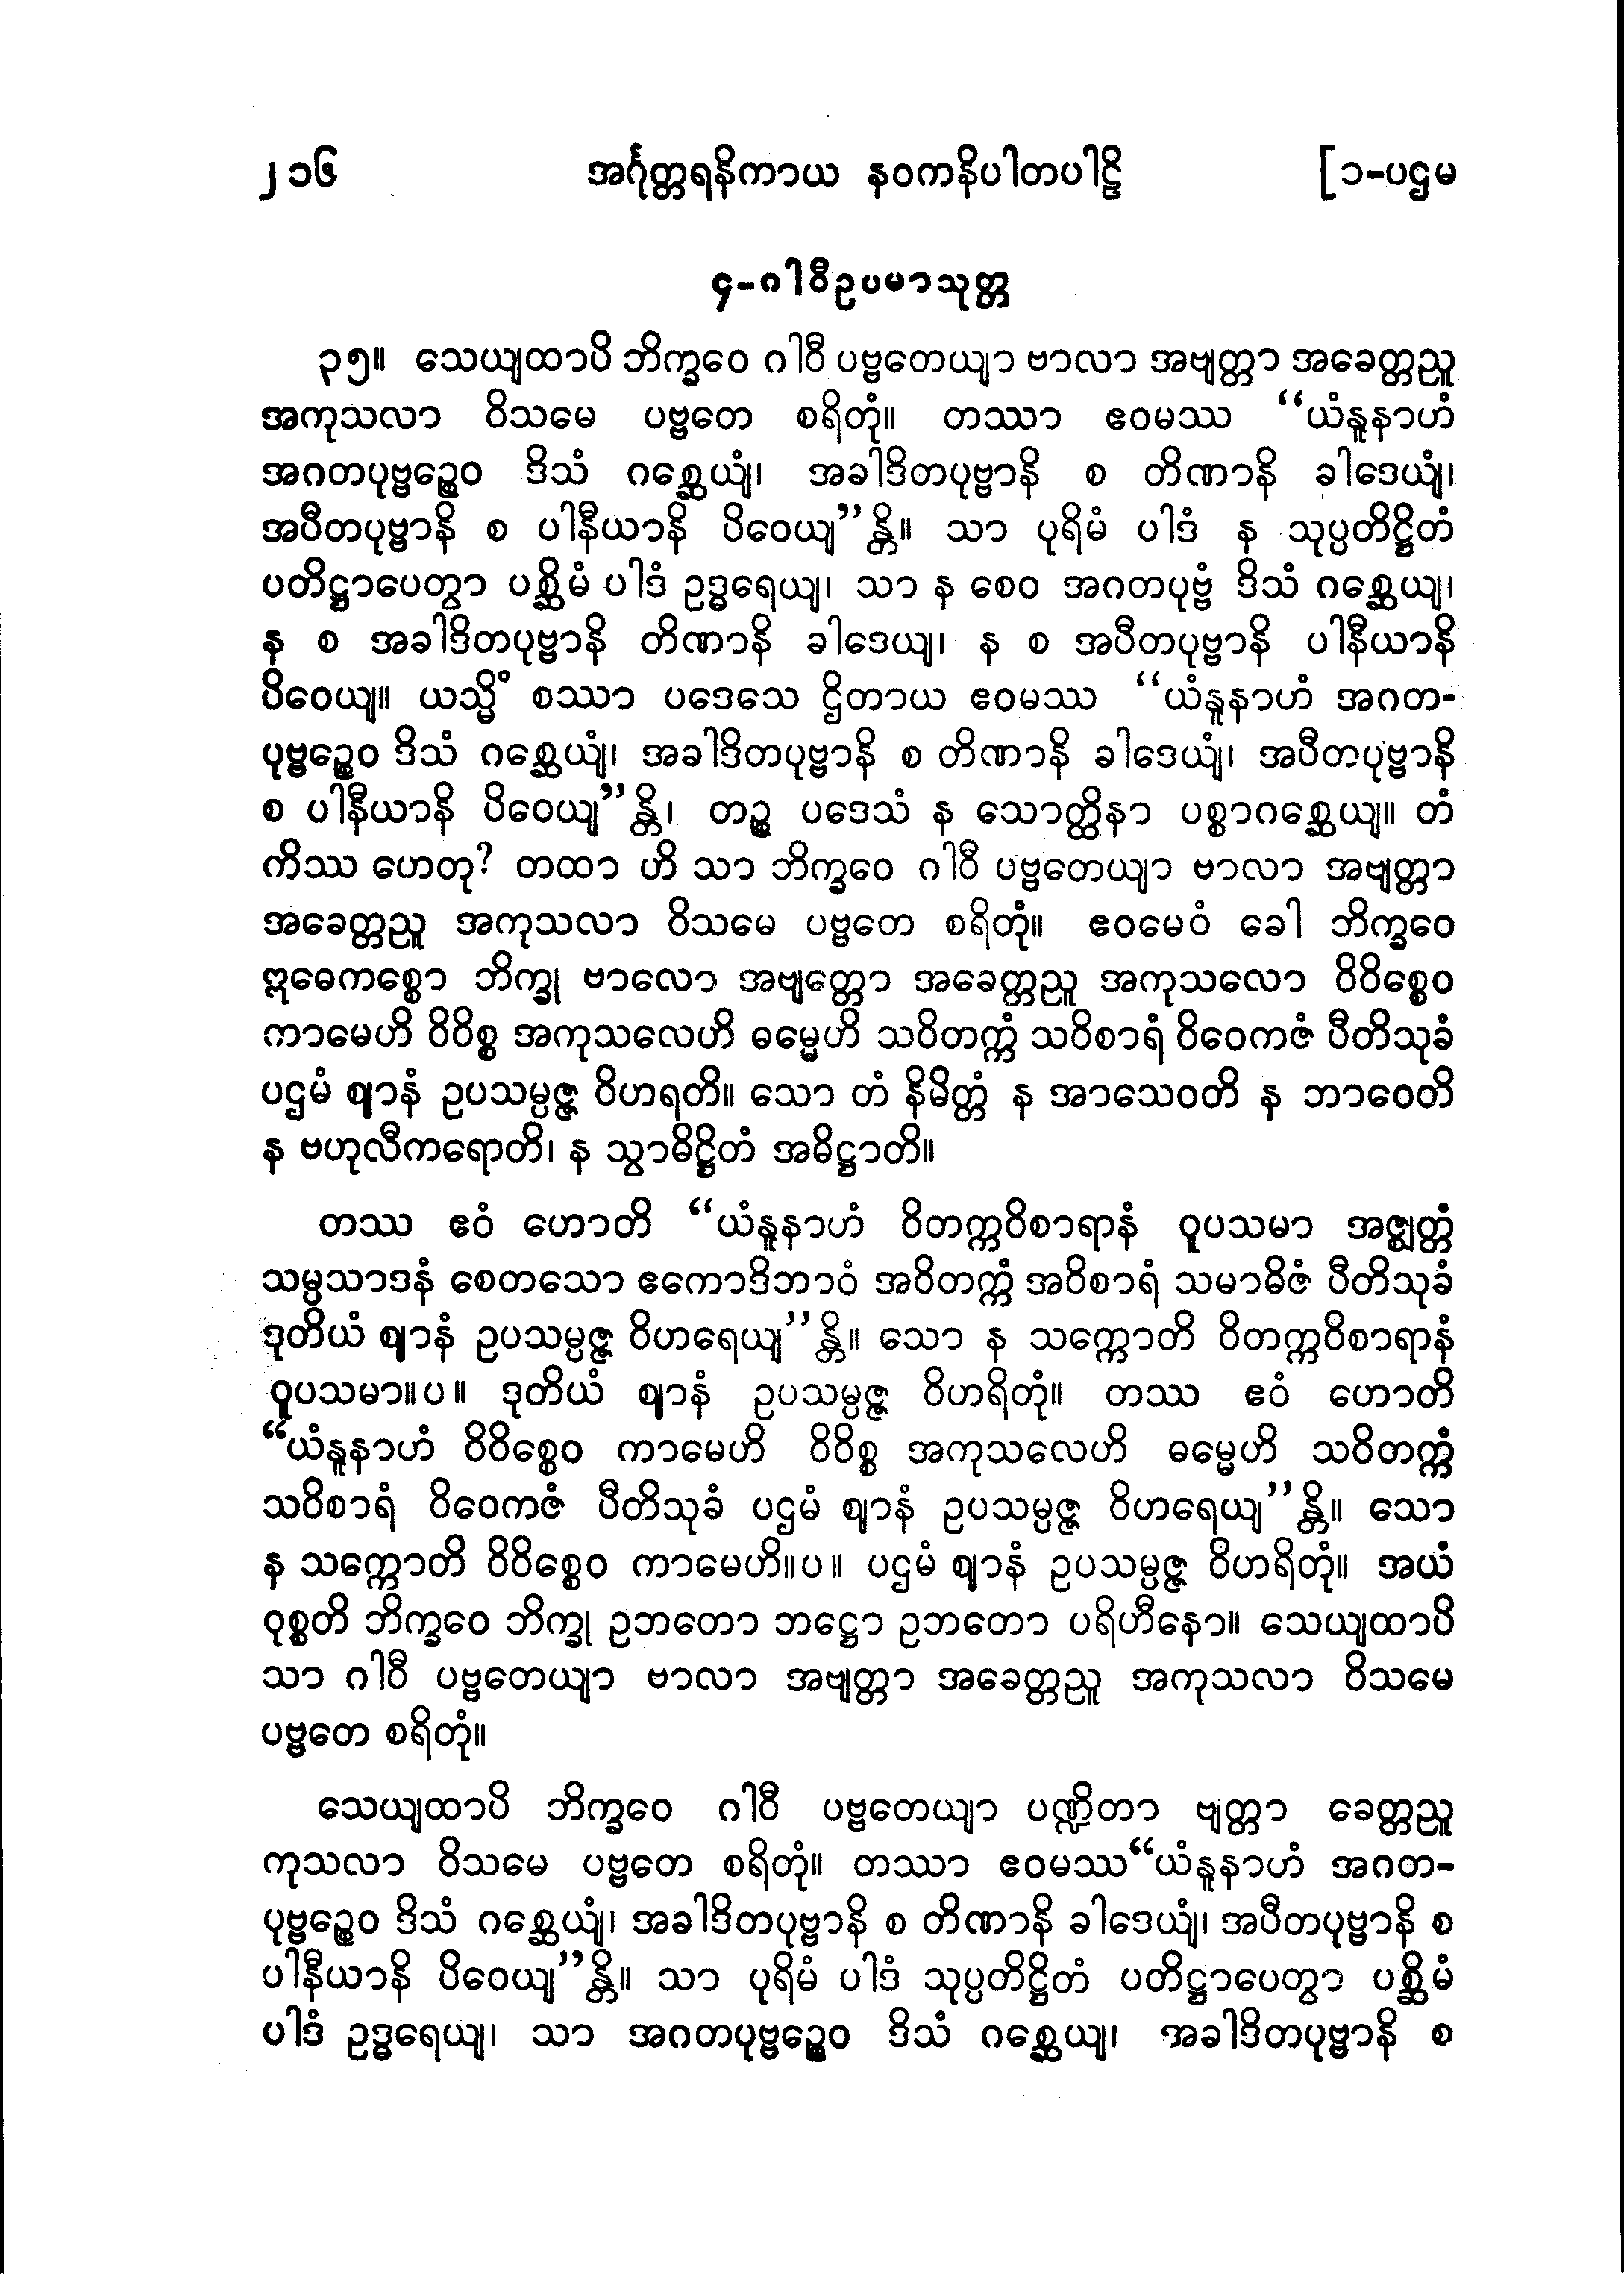 ၂၁၆ အင်္ဂုတ္တရနိကာယ နဝကနိပါတပါဠိ [၁-ပဌမ
၄-ဂါဝီဥပမာသုတ္တ
၃၅။ သေယျထာပိ ဘိက္ခဝေ ဂါဝီ ပဗ္ဗတေယျာ ဗာလာ အဗျတ္တာ အခေတ္တညူ
အကုသလာ ဝိသမေ ပဗ္ဗတေ စရိတုံ။ တဿာ ဧဝမဿ “ယံနူနာဟံ
အဂတပုဗ္ဗဉ္စေဝ ဒိသံ ဂစ္ဆေယျံ၊ အခါဒိတပုဗ္ဗာနိ စ တိဏာနိ ခါဒေယျံ၊
အပီတပုဗ္ဗာနိ စ ပါနီယာနိ ပိဝေယျ”န္တိ။ သာ ပုရိမံ ပါဒံ န သုပ္ပတိဋ္ဌိတံ
ပတိဋ္ဌာပေတွာ ပစ္ဆိမံ ပါဒံ ဥဒ္ဓရေယျ၊ သာ န စေဝ အဂတပုဗ္ဗံ ဒိသံ ဂစ္ဆေယျ၊
န စ အခါဒိတပုဗ္ဗာနိ တိဏာနိ ခါဒေယျ၊ န စ အပီတပုဗ္ဗာနိ ပါနီယာနိ
ပိဝေယျ။ ယသ္မိံ စဿာ ပဒေသေ ဌိတာယ ဧဝမဿ “ယံနူနာဟံ အဂတ-
ပုဗ္ဗဉ္စေဝ ဒိသံ ဂစ္ဆေယျံ၊ အခါဒိတပုဗ္ဗာနိ စ တိဏာနိ ခါဒေယျံ၊ အပီတပုဗ္ဗာနိ
စ ပါနီယာနိ ပိဝေယျ”န္တိ၊ တဉ္စ ပဒေသံ န သောတ္ထိနာ ပစ္စာဂစ္ဆေယျ။ တံ
ကိဿ ဟေတု? တထာ ဟိ သာ ဘိက္ခဝေ ဂါဝီ ပဗ္ဗတေယျာ ဗာလာ အဗျတ္တာ
အခေတ္တညူ အကုသလာ ဝိသမေ ပဗ္ဗတေ စရိတုံ။ ဧဝမေဝံ ခေါ ဘိက္ခဝေ
ဣဓေကစ္စော ဘိက္ခု ဗာလော အဗျတ္တော အခေတ္တညူ အကုသလော ဝိဝိစ္စေဝ
ကာမေဟိ ဝိဝိစ္စ အကုသလေဟိ ဓမ္မေဟိ သဝိတက္ကံ သဝိစာရံ ဝိဝေကဇံ ပီတိသုခံ
ပဌမံ ဈာနံ ဥပသမ္ပဇ္ဇ ဝိဟရတိ။ သော တံ နိမိတ္တံ န အာသေဝတိ န ဘာဝေတိ
န ဗဟုလီကရောတိ၊ န သွာဓိဋ္ဌိတံ အဓိဋ္ဌာတိ။
တဿ ဧဝံ ဟောတိ “ယံနူနာဟံ ဝိတက္ကဝိစာရာနံ ဝူပသမာ အဇ္ဈတ္တံ
သမ္ပသာဒနံ စေတသော ဧကောဒိဘာဝံ အဝိတက္ကံ အဝိစာရံ သမာဓိဇံ ပီတိသုခံ
ဒုတိယံ ဈာနံ ဥပသမ္ပဇ္ဇ ဝိဟရေယျ”န္တိ။ သော န သက္ကောတိ ဝိတက္ကဝိစာရာနံ
ဝူပသမာ။ပ။ ဒုတိယံ ဈာနံ ဥပသမ္ပဇ္ဇ ဝိဟရိတုံ။ တဿ ဧဝံ ဟောတိ
“ယံနူနာဟံ ဝိဝိစ္စေဝ ကာမေဟိ ဝိဝိစ္စ အကုသလေဟိ ဓမ္မေဟိ သဝိတက္ကံ
သဝိစာရံ ဝိဝေကဇံ ပီတိသုခံ ပဌမံ ဈာနံ ဥပသမ္ပဇ္ဇ ဝိဟရေယျ”န္တိ။ သော
န သက္ကောတိ ဝိဝိစ္စေဝ ကာမေဟိ။ပ။ ပဌမံ ဈာနံ ဥပသမ္ပဇ္ဇ ဝိဟရိတုံ။ အယံ
ဝုစ္စတိ ဘိက္ခဝေ ဘိက္ခု ဥဘတော ဘဋ္ဌော ဥဘတော ပရိဟီနော။ သေယျထာပိ
သာ ဂါဝီ ပဗ္ဗတေယျာ ဗာလာ အဗျတ္တာ အခေတ္တညူ အကုသလာ ဝိသမေ
ပဗ္ဗတေ စရိတုံ။
သေယျထာပိ ဘိက္ခဝေ ဂါဝီ ပဗ္ဗတေယျာ ပဏ္ဍိတာ ဗျတ္တာ ခေတ္တညူ
ကုသလာ ဝိသမေ ပဗ္ဗတေ စရိတုံ။ တဿာ ဧဝမဿ“ယံနူနာဟံ အဂတ-
ပုဗ္ဗဉ္စေဝ ဒိသံ ဂစ္ဆေယျံ၊ အခါဒိတပုဗ္ဗာနိ စ တိဏာနိ ခါဒေယျံ၊ အပီတပုဗ္ဗာနိ စ
ပါနီယာနိ ပိဝေယျ”န္တိ။ သာ ပုရိမံ ပါဒံ သုပ္ပတိဋ္ဌိတံ ပတိဋ္ဌာပေတွာ ပစ္ဆိမံ
ပါဒံ ဥဒ္ဓရေယျ၊ သာ အဂတပုဗ္ဗဉ္စေဝ ဒိသံ ဂစ္ဆေယျ၊ အခါဒိတပုဗ္ဗာနိ စ